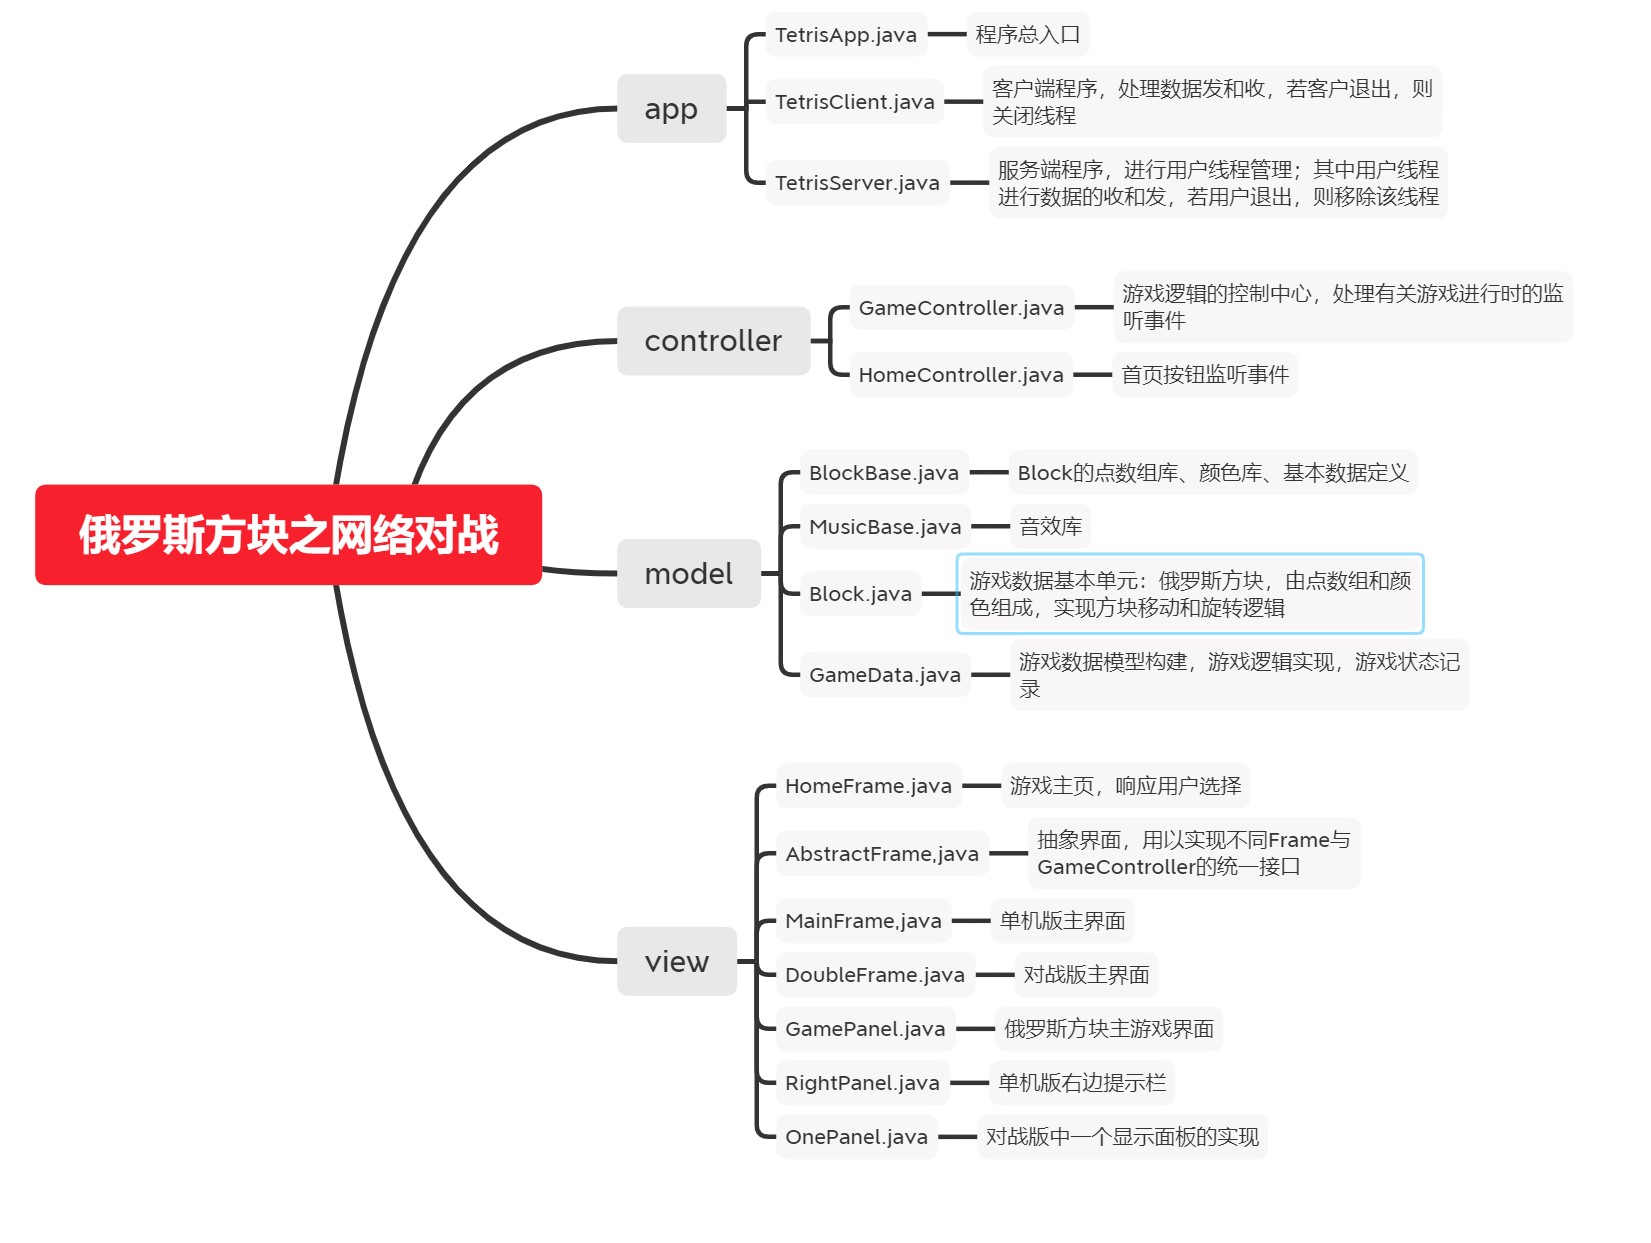 俄罗斯方块之网络对战
app
TetrisApp.java
程序总入口
TetrisClient.java
客户端程序，处理数据发和收，若客户退出，则
关闭线程
TetrisServer.java
服务端程序，进行用户线程管理；其中用户线程
进行数据的收和发，若用户退出，则移除该线程
controller
GameController.java
游戏逻辑的控制中心，处理有关游戏进行时的监
听事件
HomeController.java
首页按钮监听事件
model
BlockBase.java
Block的点数组库、颜色库、基本数据定义
MusicBase.java
音效库
Block.java
游戏数据基本单元：俄罗斯方块，由点数组和颜
色组成，实现方块移动和旋转逻辑
GameData.java
游戏数据模型构建，游戏逻辑实现，游戏状态记
录
view
HomeFrame.java
游戏主页，响应用户选择
AbstractFrame,java
抽象界面，用以实现不同Frame与
GameController的统一接口
MainFrame,java
单机版主界面
DoubleFrame.java
对战版主界面
GamePanel.java
俄罗斯方块主游戏界面
RightPanel.java
单机版右边提示栏
OnePanel.java
对战版中一个显示面板的实现